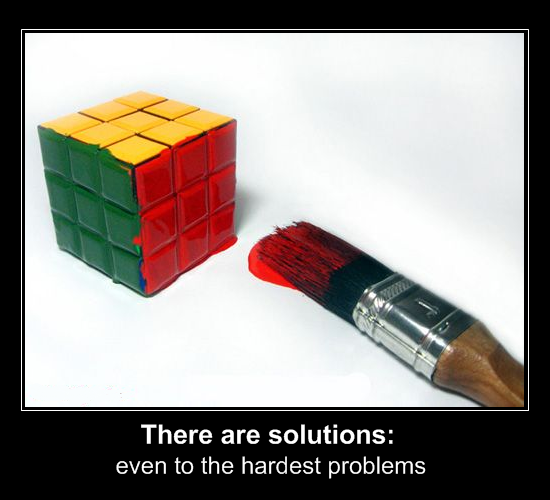 There are solutions:
even to the hardest problems